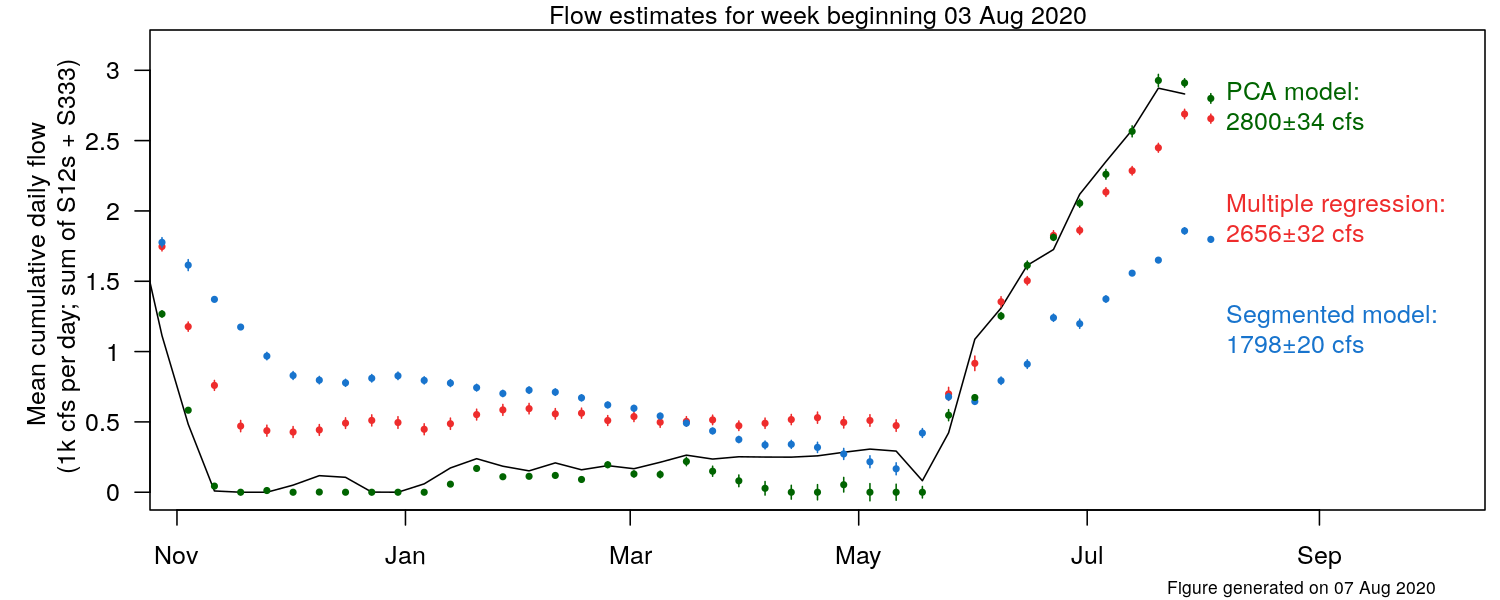 Flow estimates for week beginning 03 Aug 2020
Mean cumulative daily flow
(1k cfs per day; sum of S12s + S333)
3
2.5
2
1.5
1
0.5
0
PCA model:
2800±34 cfs
Multiple regression:
2656±32 cfs
Segmented model:
1798±20 cfs
Nov Jan Mar May Jul Sep
Figure generated on 07 Aug 2020